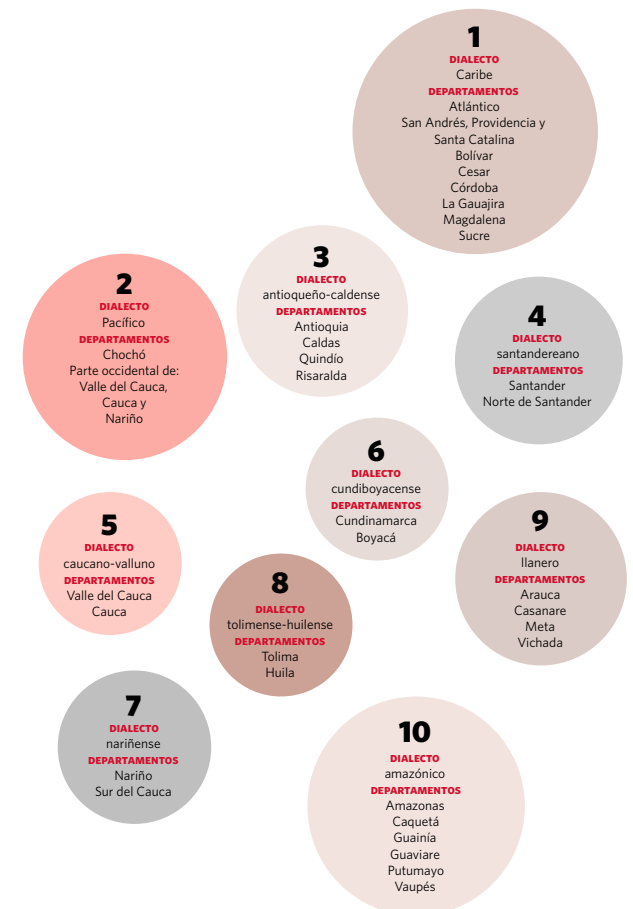 1
DIALECTO
Caribe
DEPARTAMENTOS
Atlántico
San Andrés, Providencia y
Santa Catalina
Bolívar
Cesar
Córdoba
La Gauajira
Magdalena
Sucre
2
DIALECTO
Pacífico
DEPARTAMENTOS
Chochó
Parte occidental de:
Valle del Cauca,
Cauca y
Nariño
3
DIALECTO
antioqueño-caldense
DEPARTAMENTOS
Antioquia
Caldas
Quindío
Risaralda
4
DIALECTO
santandereano
DEPARTAMENTOS
Santander
Norte de Santander
5
DIALECTO
caucano-valluno
DEPARTAMENTOS
Valle del Cauca
Cauca
6
DIALECTO
cundiboyacense
DEPARTAMENTOS
Cundinamarca
Boyacá
7
DIALECTO
nariñense
DEPARTAMENTOS
Nariño
Sur del Cauca
8
DIALECTO
tolimense-huilense
DEPARTAMENTOS
Tolima
Huila
9
DIALECTO
llanero
DEPARTAMENTOS
Arauca
Casanare
Meta
Vichada
10
DIALECTO
amazónico
DEPARTAMENTOS
Amazonas
Caquetá
Guainía
Guaviare
Putumayo
Vaupés